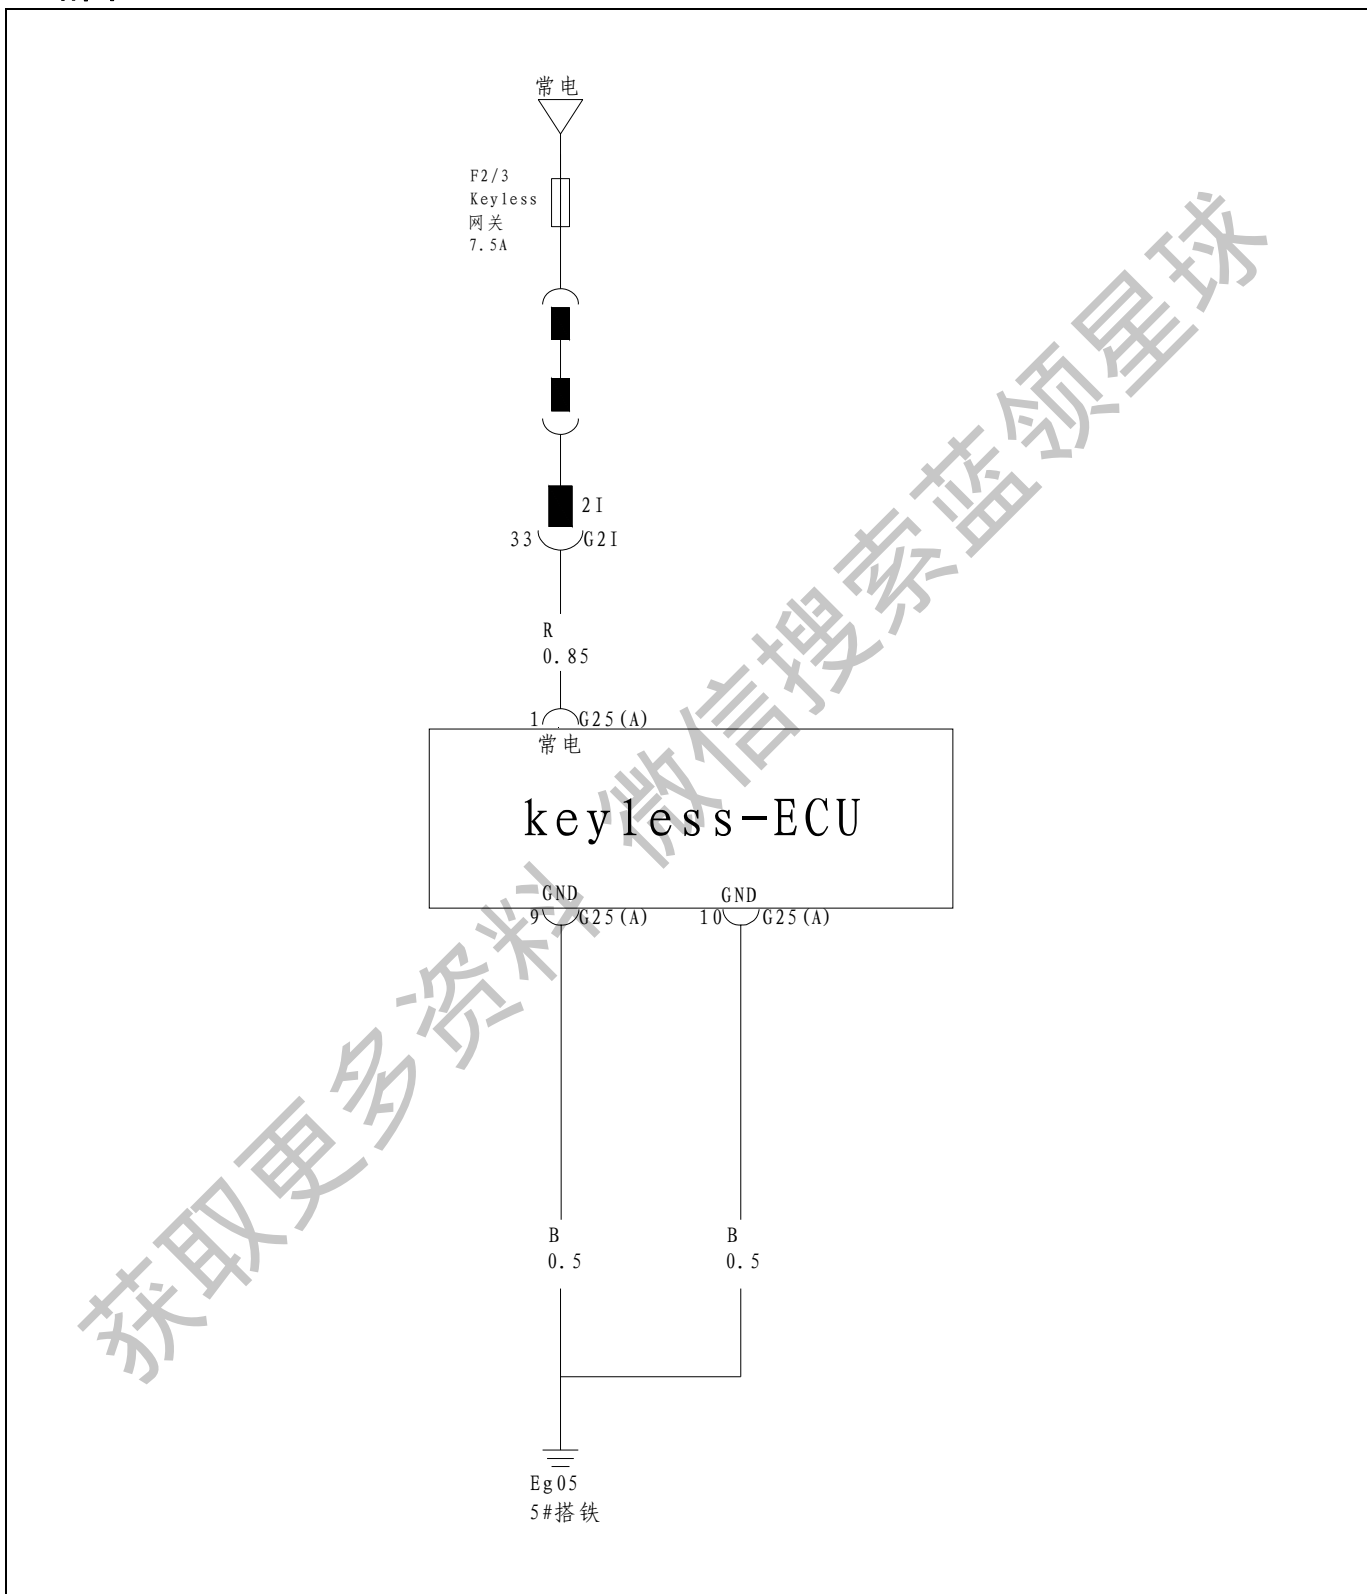 常电
F2/3
Keyless
网关
7.5A
2I
33 G2I
R
0.85
1 G25(A)
常电
keyless-ECU
GND GND
9 G25(A) 10 G25(A)
B B
0.5 0.5
Eg05
5#搭铁
获取更多资料 微信搜索蓝领星球